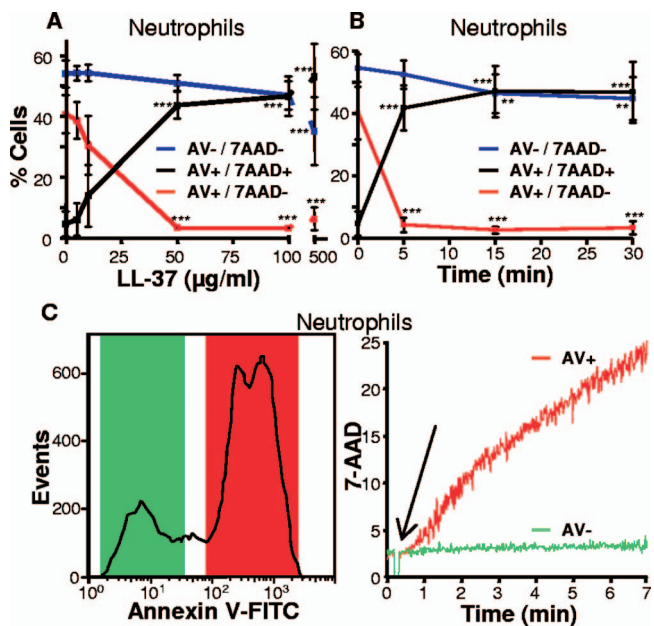 A
Neutrophils
% Cells
60
40
20
0
***
***
***
***
***
***
AV- / 7AAD-
AV+ / 7AAD+
AV+ / 7AAD-
0
25
50
75
100
500
LL-37 (µg/ml)
B
Neutrophils
60
40
20
0
***
***
**
***
**
***
***
***
AV- / 7AAD-
AV+ / 7AAD+
AV+ / 7AAD-
0
5
10
15
20
25
30
Time (min)
C
Neutrophils
Events
600
400
200
0
10⁰
10¹
10²
10³
Annexin V-FITC
7-AAD
25
20
15
10
5
0
AV+
AV-
0
1
2
3
4
5
6
7
Time (min)